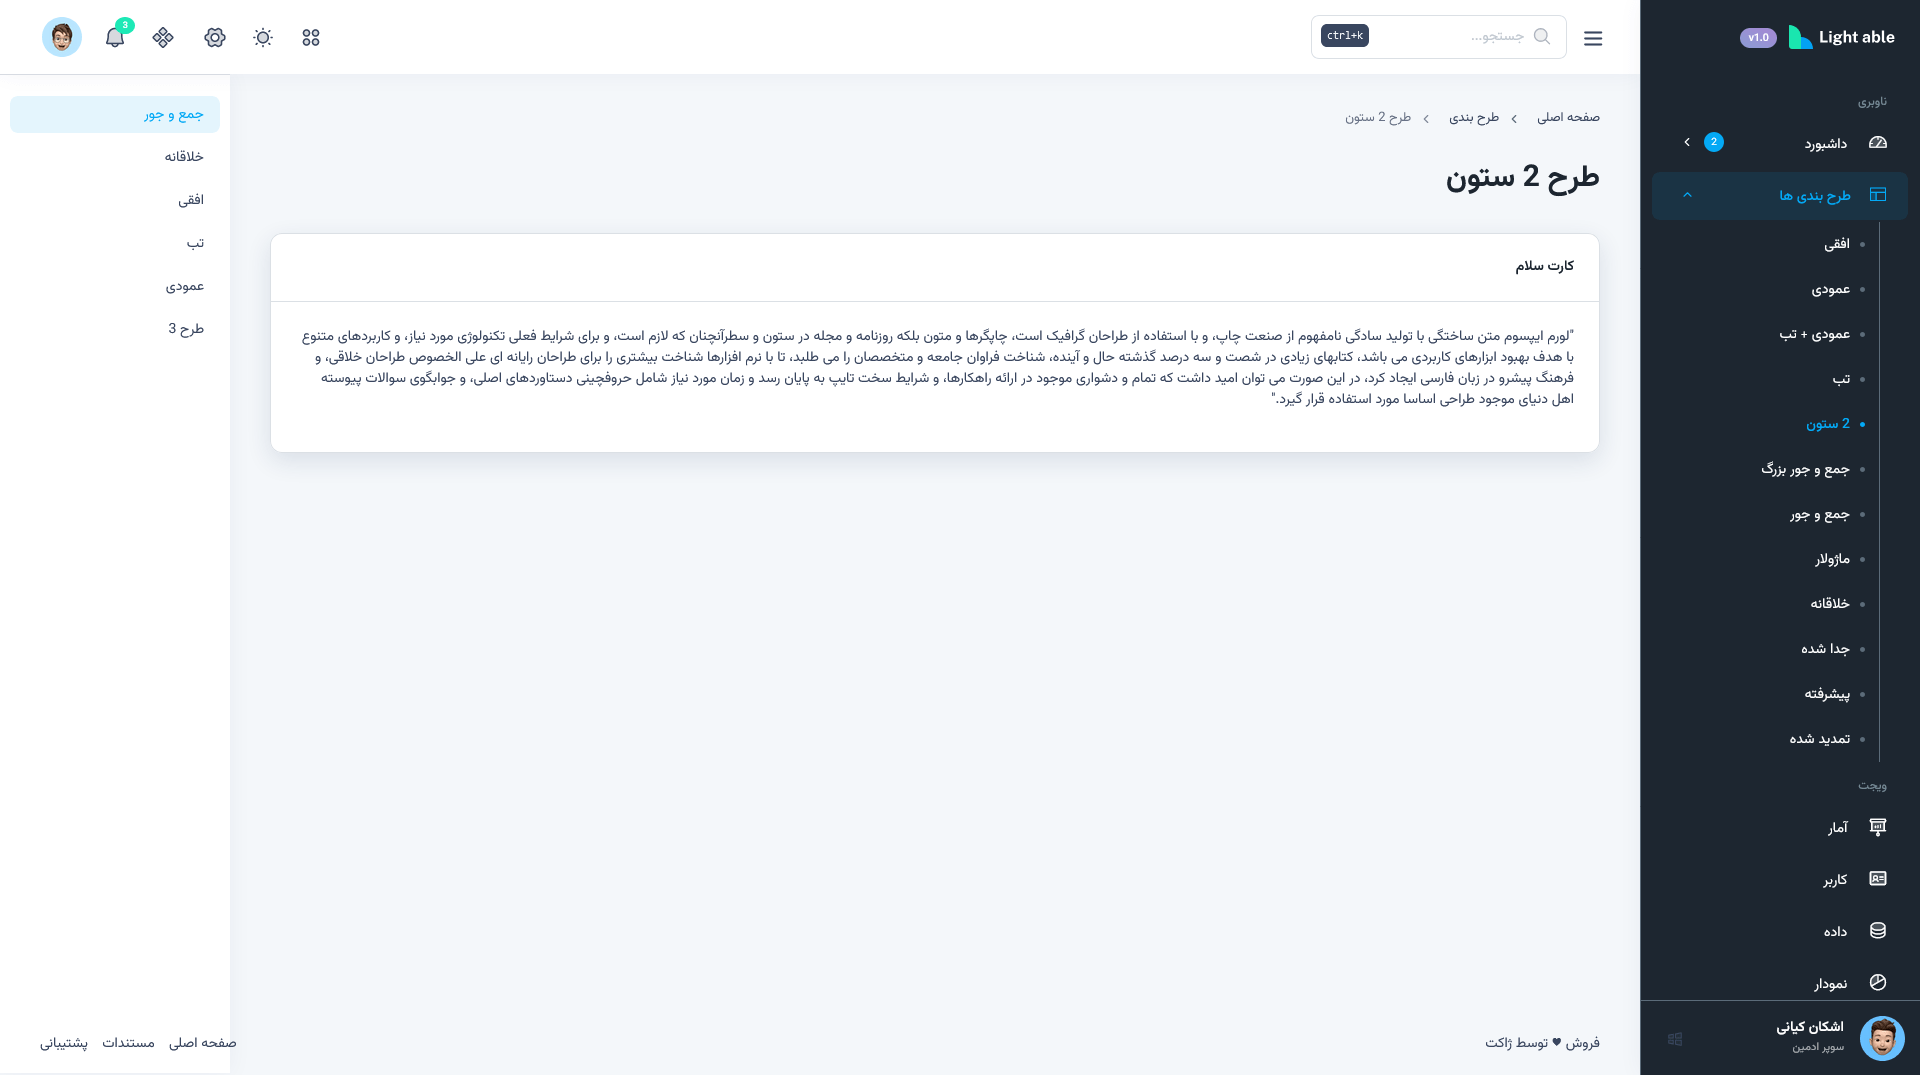 Light able
v1.0
ناوبری
داشبورد
2
طرح بندی ها
افقی
عمودی
عمودی + تب
تب
2 ستون
جمع و جور بزرگ
جمع و جور
ماژولار
خلاقانه
جدا شده
پیشرفته
تمدید شده
ویجت
آمار
کاربر
داده
نمودار
اشکان کیانی
سوپر ادمین
جستجو...
ctrl+k
3
صفحه اصلی
طرح بندی
طرح 2 ستون
طرح 2 ستون
کارت سلام
"لورم ایپسوم متن ساختگی با تولید سادگی نامفهوم از صنعت چاپ، و با استفاده از طراحان گرافیک است، چاپگرها و متون بلکه روزنامه و مجله در ستون و سطرآنچنان که لازم است، و برای شرایط فعلی تکنولوژی مورد نیاز، و کاربردهای متنوع
با هدف بهبود ابزارهای کاربردی می باشد، کتابهای زیادی در شصت و سه درصد گذشته حال و آینده، شناخت فراوان جامعه و متخصصان را می طلبد، تا با نرم افزارها شناخت بیشتری را برای طراحان رایانه ای علی الخصوص طراحان خلاقی، و
فرهنگ پیشرو در زبان فارسی ایجاد کرد، در این صورت می توان امید داشت که تمام و دشواری موجود در ارائه راهکارها، و شرایط سخت تایپ به پایان رسد و زمان مورد نیاز شامل حروفچینی دستاوردهای اصلی، و جوابگوی سوالات پیوسته
اهل دنیای موجود طراحی اساسا مورد استفاده قرار گیرد."
جمع و جور
خلاقانه
افقی
تب
عمودی
طرح 3
فروش ♥ توسط ژاکت
صفحه اصلی
مستندات
پشتیبانی